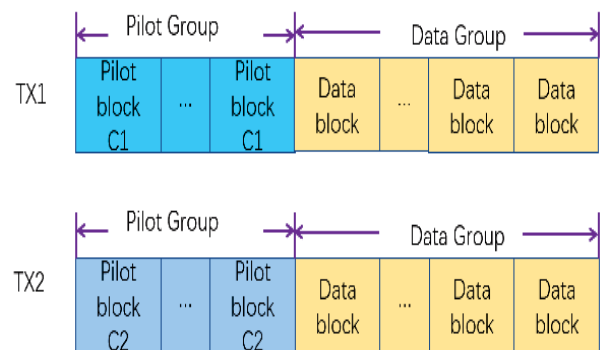 Pilot Group Data Group
TX1
Pilot block C1 ... Pilot block C1 Data block ... Data block Data block
Pilot Group Data Group
TX2
Pilot block C2 ... Pilot block C2 Data block ... Data block Data block